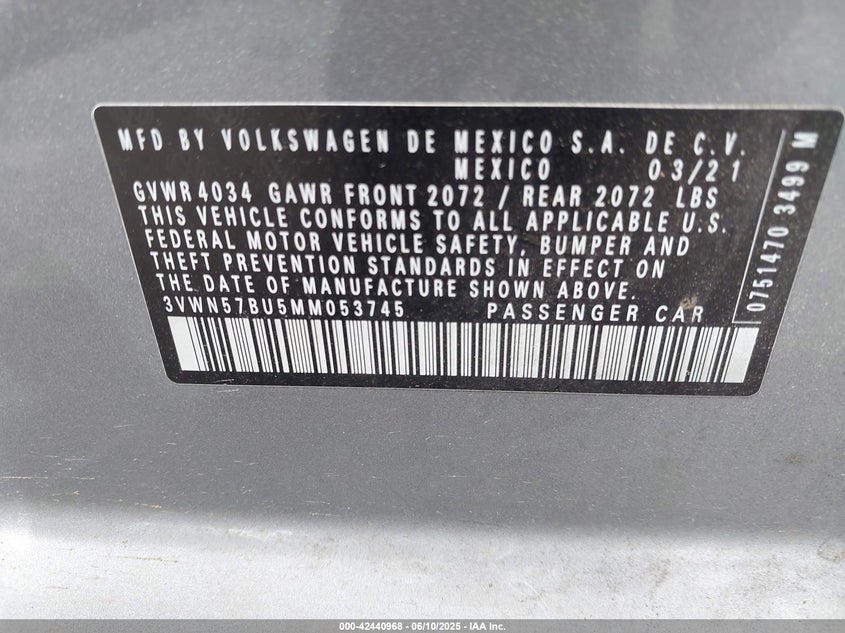 MFD BY VOLKSWAGEN DE MEXICO S.A. DE C.V.
MEXICO 03/21
GVWR 4034 GAWR FRONT 2072 / REAR 2072 LBS
THIS VEHICLE CONFORMS TO ALL APPLICABLE U.S.
FEDERAL MOTOR VEHICLE SAFETY, BUMPER AND
THEFT PREVENTION STANDARDS IN EFFECT ON
THE DATE OF MANUFACTURE SHOWN ABOVE.
3VWN57BU5MM053745 PASSENGER CAR
0751470 3499 M
000-42440968 - 06/10/2025 - IAA Inc.